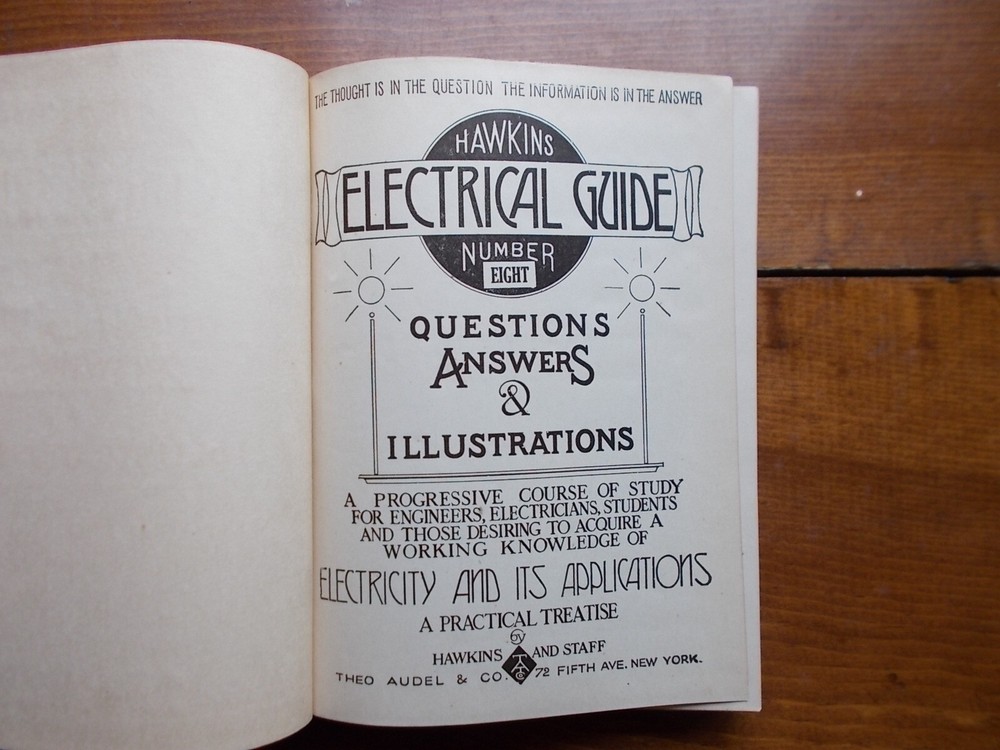 THE THOUGHT IS IN THE QUESTION THE INFORMATION IS IN THE ANSWER
HAWKINS
ELECTRICAL GUIDE
NUMBER
EIGHT
QUESTIONS
ANSWERS
&
ILLUSTRATIONS
A PROGRESSIVE COURSE OF STUDY
FOR ENGINEERS, ELECTRICIANS, STUDENTS
AND THOSE DESIRING TO ACQUIRE A
WORKING KNOWLEDGE OF
ELECTRICITY AND ITS APPLICATIONS
A PRACTICAL TREATISE
by
HAWKINS AND STAFF
THEO AUDEL & CO. 72 FIFTH AVE. NEW YORK.